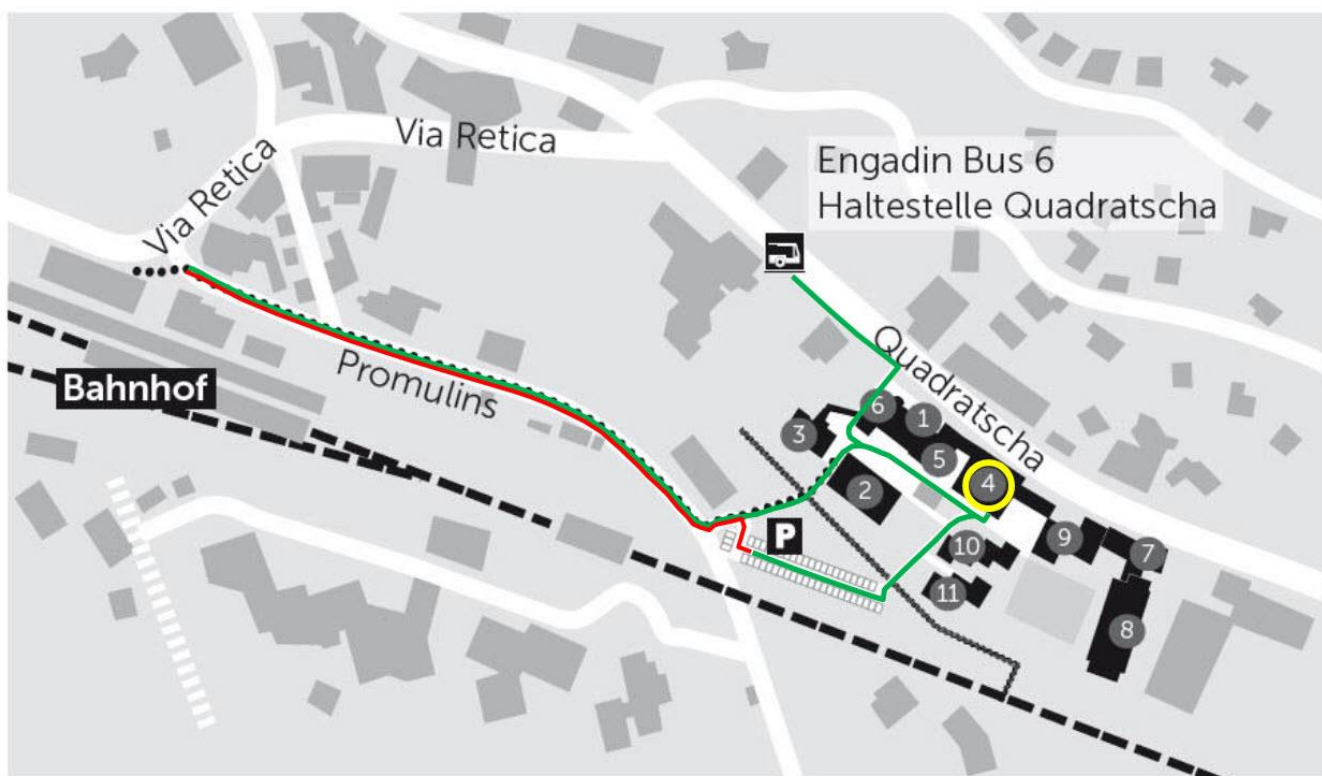 Via Retica
Via Retica
Engadin Bus 6
Haltestelle Quadratscha
Bahnhof
Promulins
Quadratscha
P
1
2
3
4
5
6
7
8
9
10
11